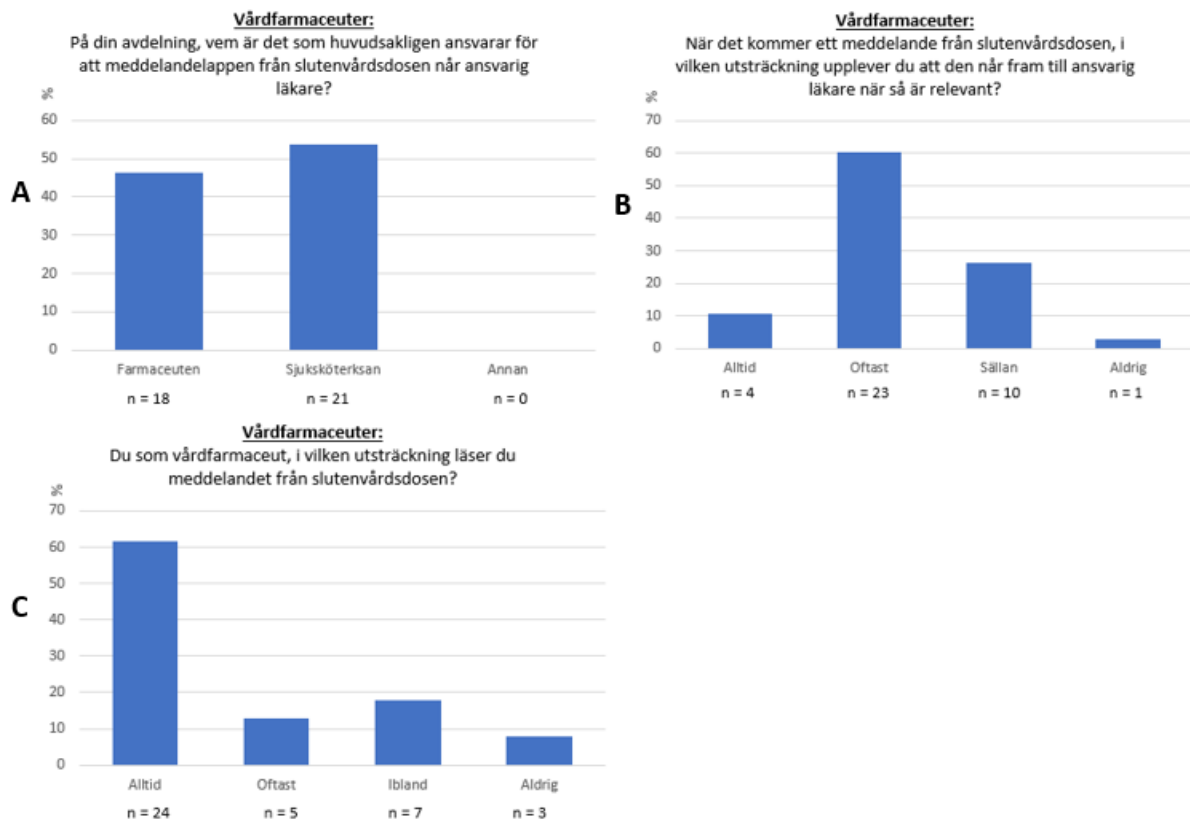 Vårdfarmaceuter:
På din avdelning, vem är det som huvudsakligen ansvarar för
att meddelandelappen från slutenvårdsdosen når ansvarig
läkare?
%
60
50
40
30
20
10
0
A
Farmaceuten Sjuksköterksan Annan
n = 18 n = 21 n = 0
Vårdfarmaceuter:
När det kommer ett meddelande från slutenvårdsdosen, i
vilken utsträckning upplever du att den når fram till ansvarig
läkare när så är relevant?
%
70
60
50
40
30
20
10
0
B
Alltid Oftast Sällan Aldrig
n = 4 n = 23 n = 10 n = 1
Vårdfarmaceuter:
Du som vårdfarmaceut, i vilken utsträckning läser du
meddelandet från slutenvårdsdosen?
%
70
60
50
40
30
20
10
0
C
Alltid Oftast Ibland Aldrig
n = 24 n = 5 n = 7 n = 3